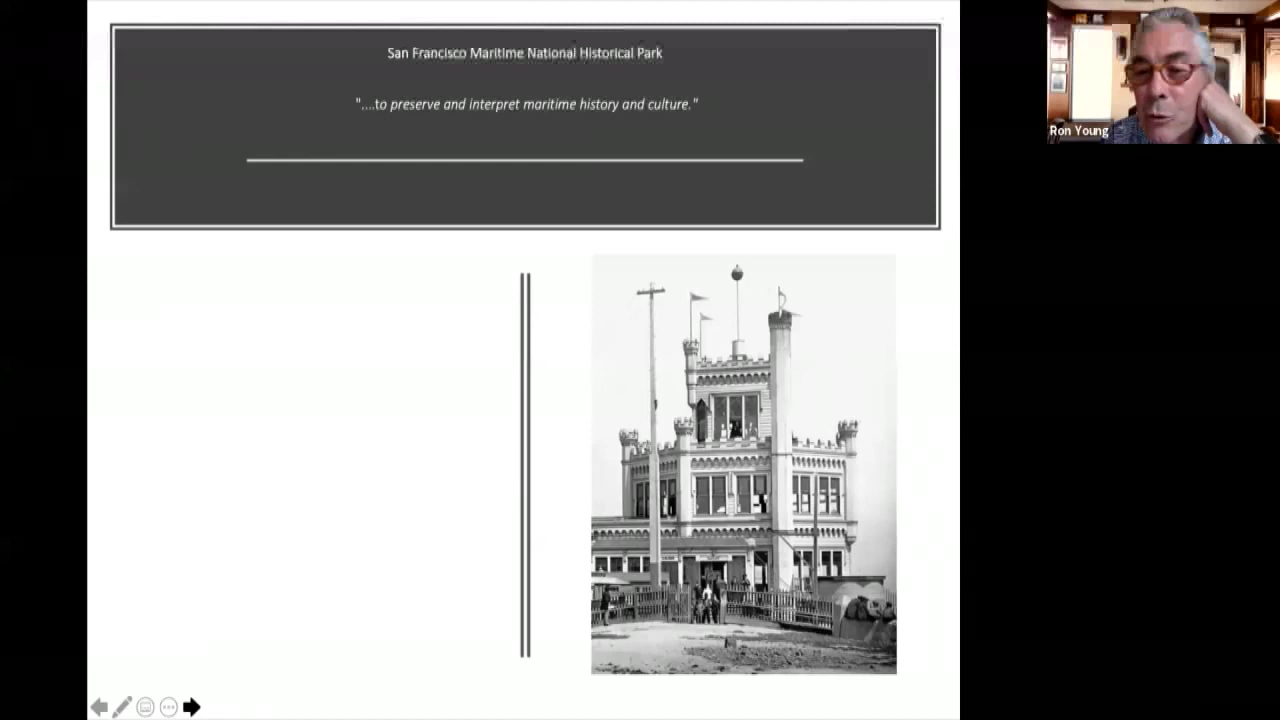 San Francisco Maritime National Historical Park
"....to preserve and interpret maritime history and culture."
Ron Young